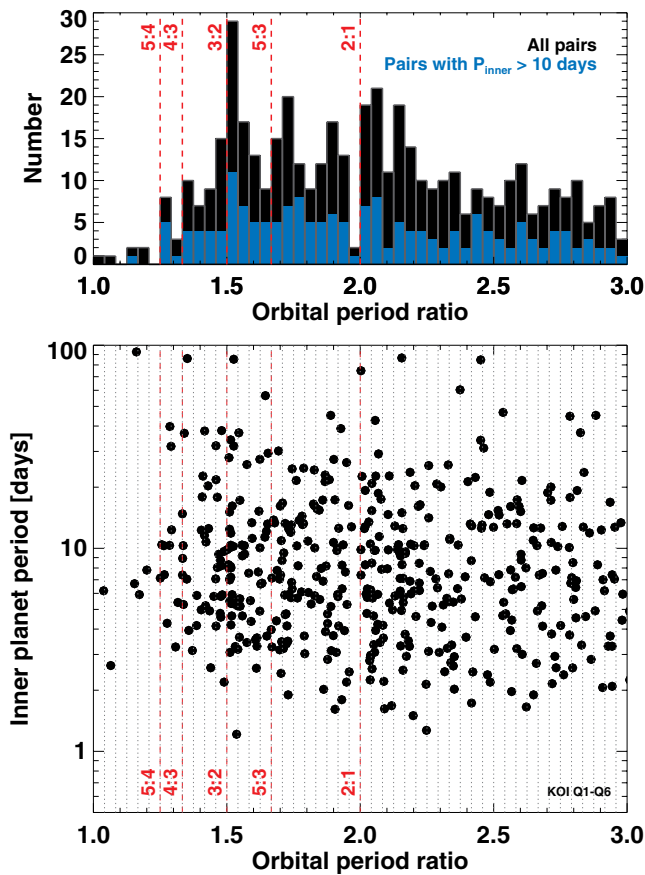 30
25
20
15
10
5
0
Number
5:4
4:3
3:2
5:3
2:1
All pairs
Pairs with P_inner > 10 days
1.0 1.5 2.0 2.5 3.0
Orbital period ratio
100
10
1
Inner planet period [days]
5:4
4:3
3:2
5:3
2:1
KOI Q1-Q6
1.0 1.5 2.0 2.5 3.0
Orbital period ratio